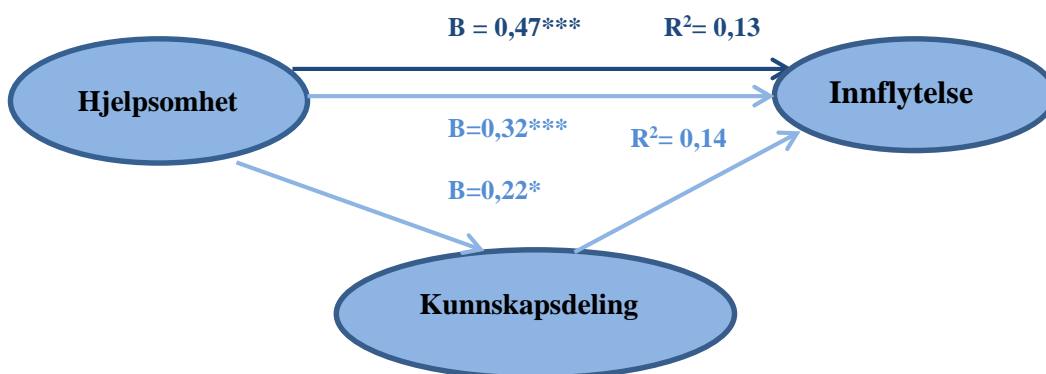 B = 0,47*** R²= 0,13
Hjelpsomhet
Innflytelse
B=0,32*** R²= 0,14
B=0,22*
Kunnskapsdeling